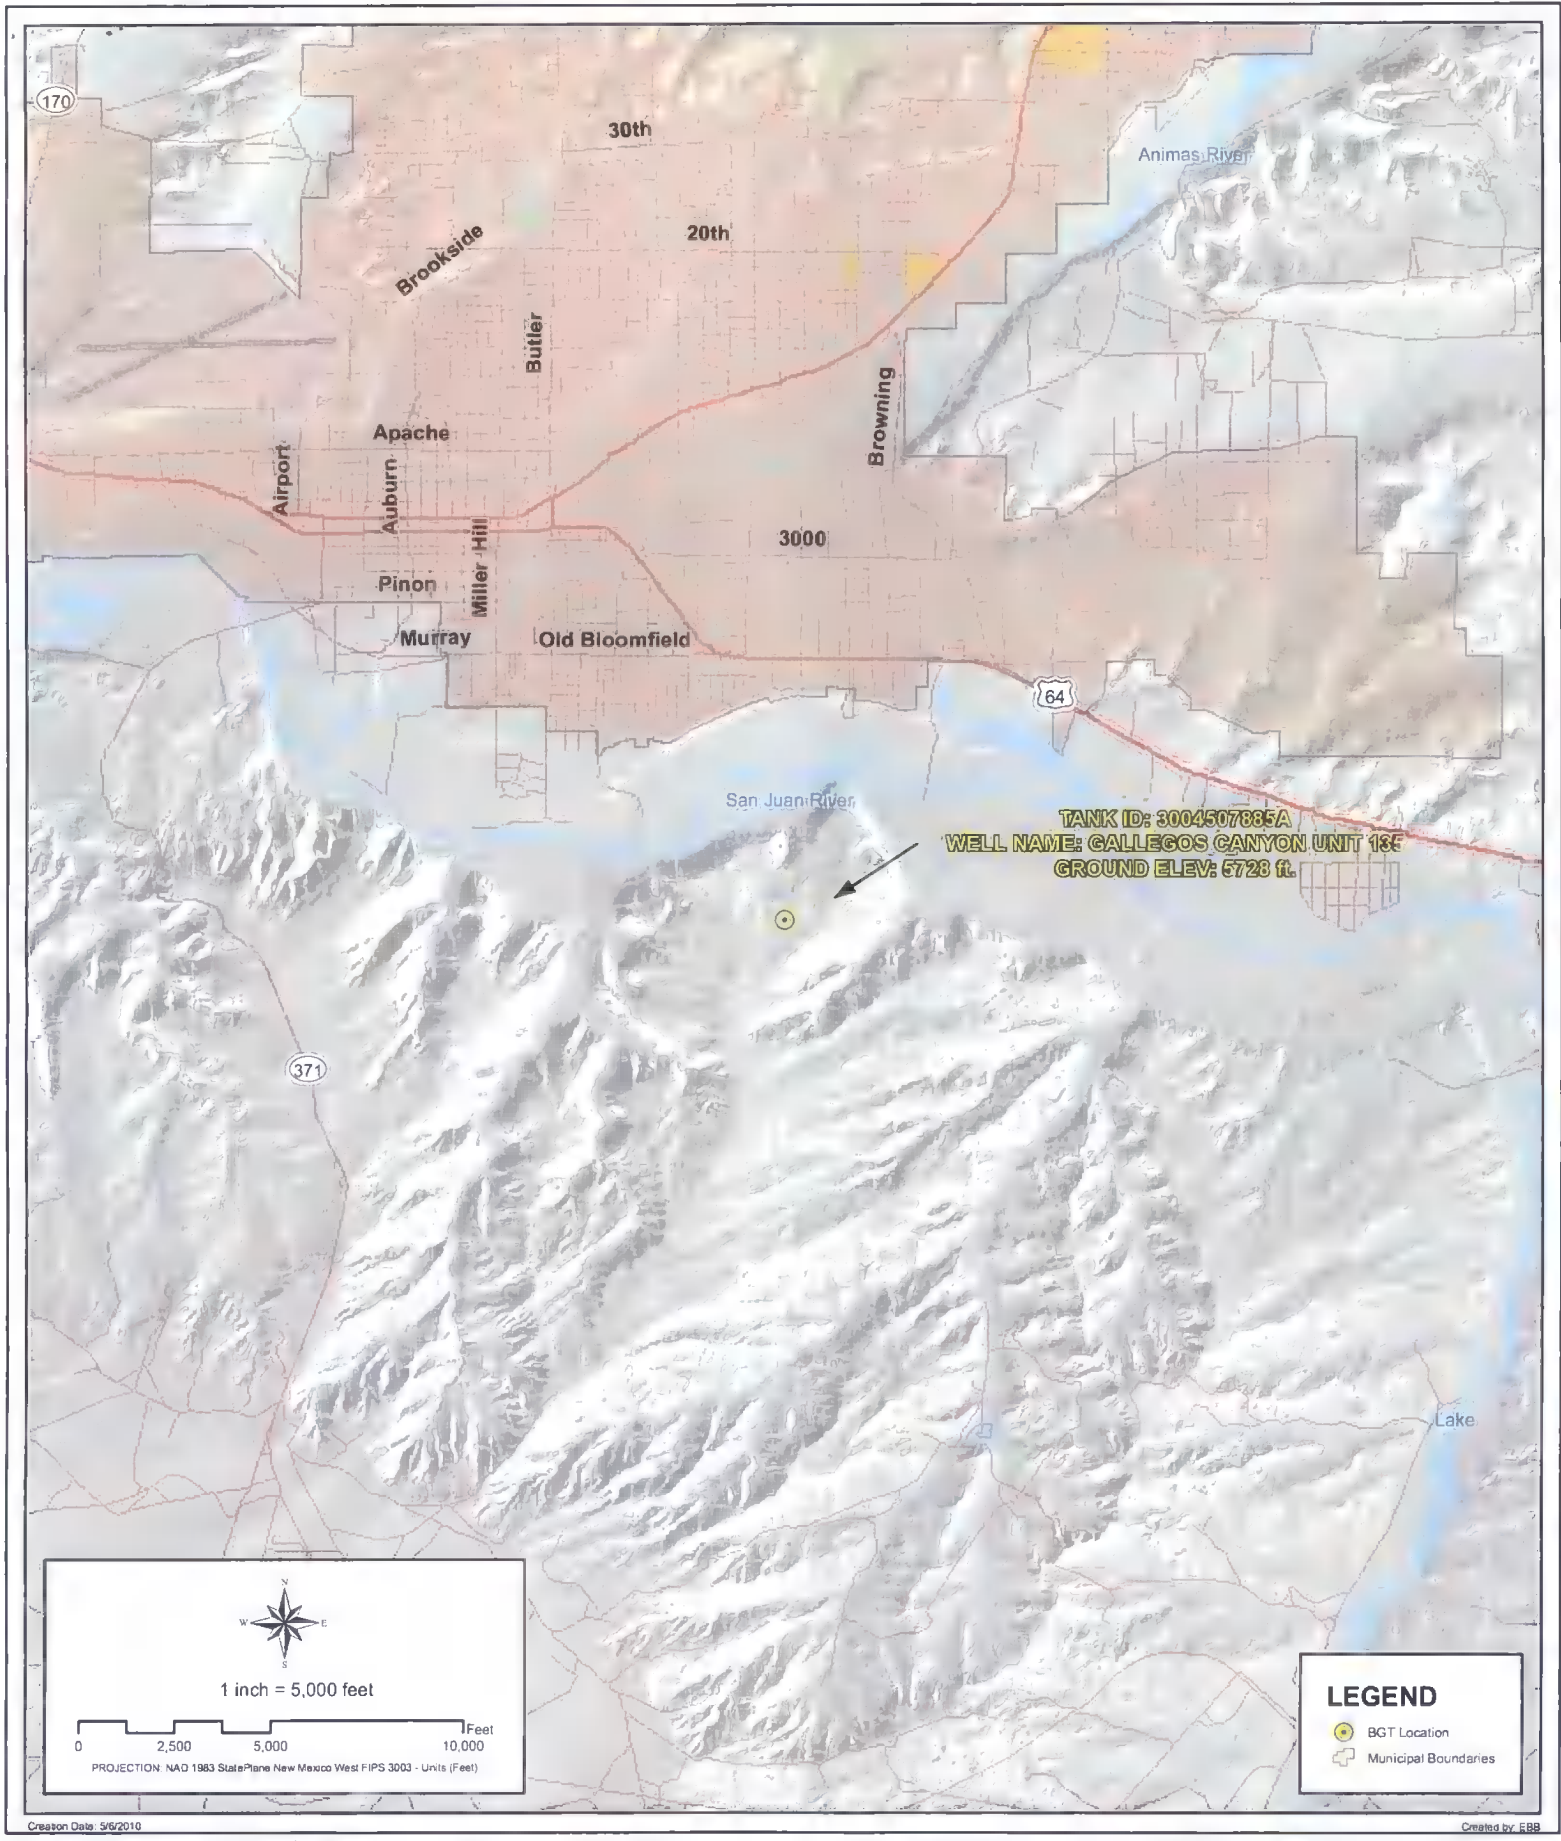 170
30th
Animas River
20th
Brookside
Butler
Browning
Apache
Airport
Auburn
3000
Miller Hill
Pinon
Murray
Old Bloomfield
64
San Juan River
TANK ID: 3004507885A
WELL NAME: GALLEGOS CANYON UNIT 135
GROUND ELEV: 5728 ft.
371
Lake
N
W E
S
1 inch = 5,000 feet
Feet
0 2,500 5,000 10,000
PROJECTION: NAD 1983 StatePlane New Mexico West FIPS 3003 - Units (Feet)
LEGEND
BGT Location
Municipal Boundaries
Creation Date: 5/6/2010
Created by: EBB